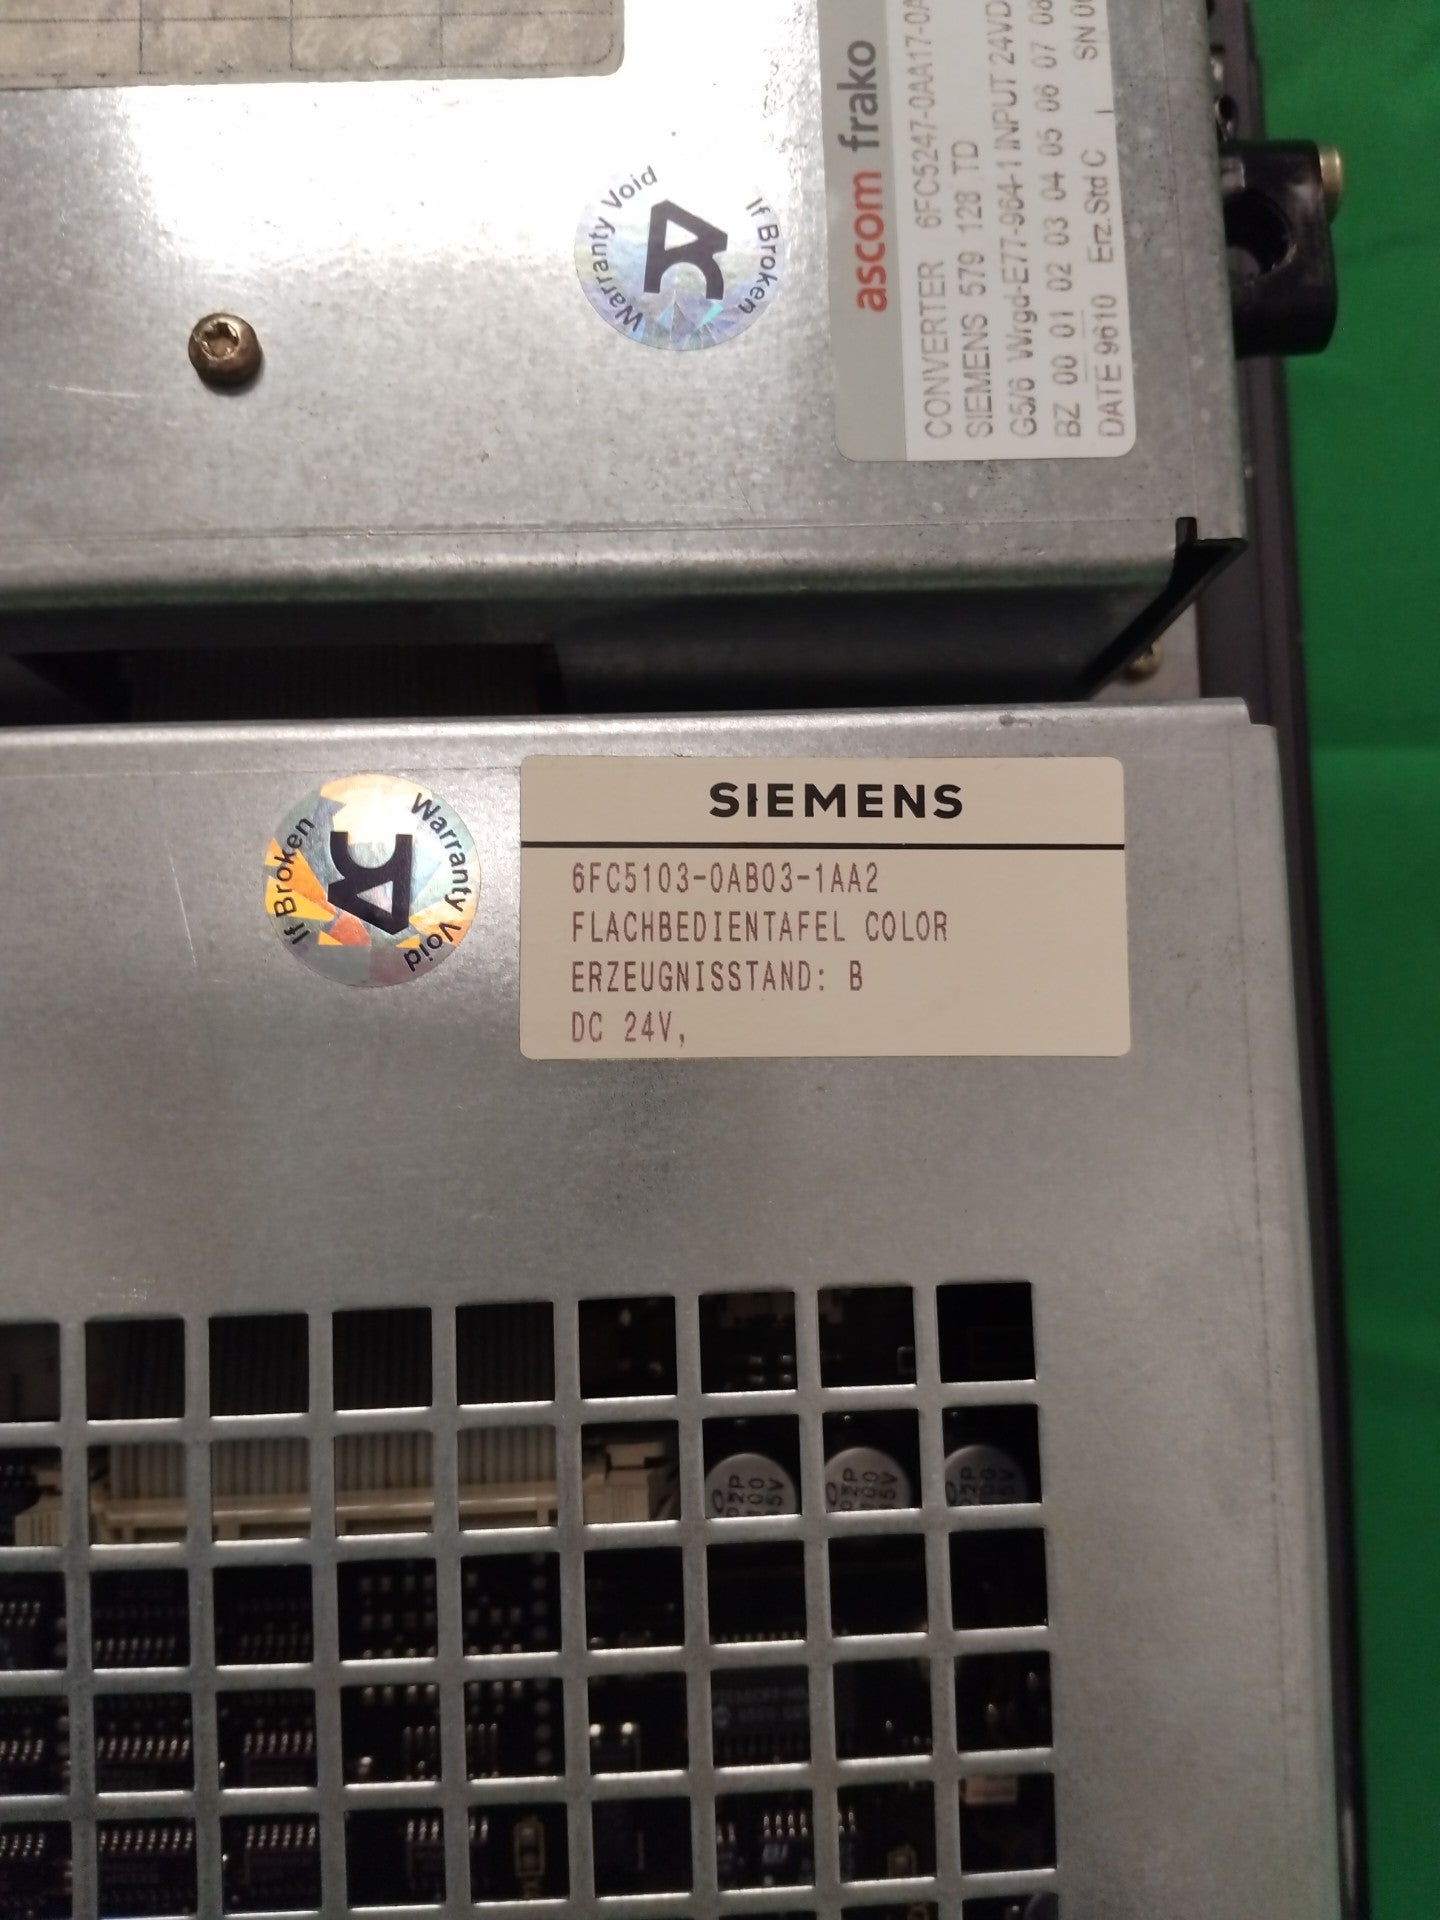 ascom frako
CONVERTER 6FC5247-0AA17-0A
SIEMENS 579 128 TD
G5/6 Wrgd-E77-964-1 INPUT 24VD
BZ 00 01 02 03 04 05 06 07 08
DATE 9610 Erz.Std C SN
Warranty Void
If Broken
If Broken
Warranty Void
SIEMENS
6FC5103-0AB03-1AA2
FLACHBEDIENTAFEL COLOR
ERZEUGNISSTAND: B
DC 24V,